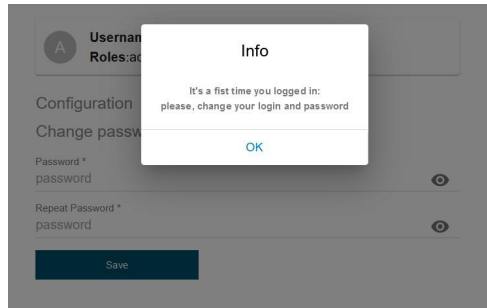 A
Usernam
Roles:ac
Info
It's a fist time you logged in:
please, change your login and password
OK
Configuration
Change passw
Password *
password
Repeat Password *
password
Save